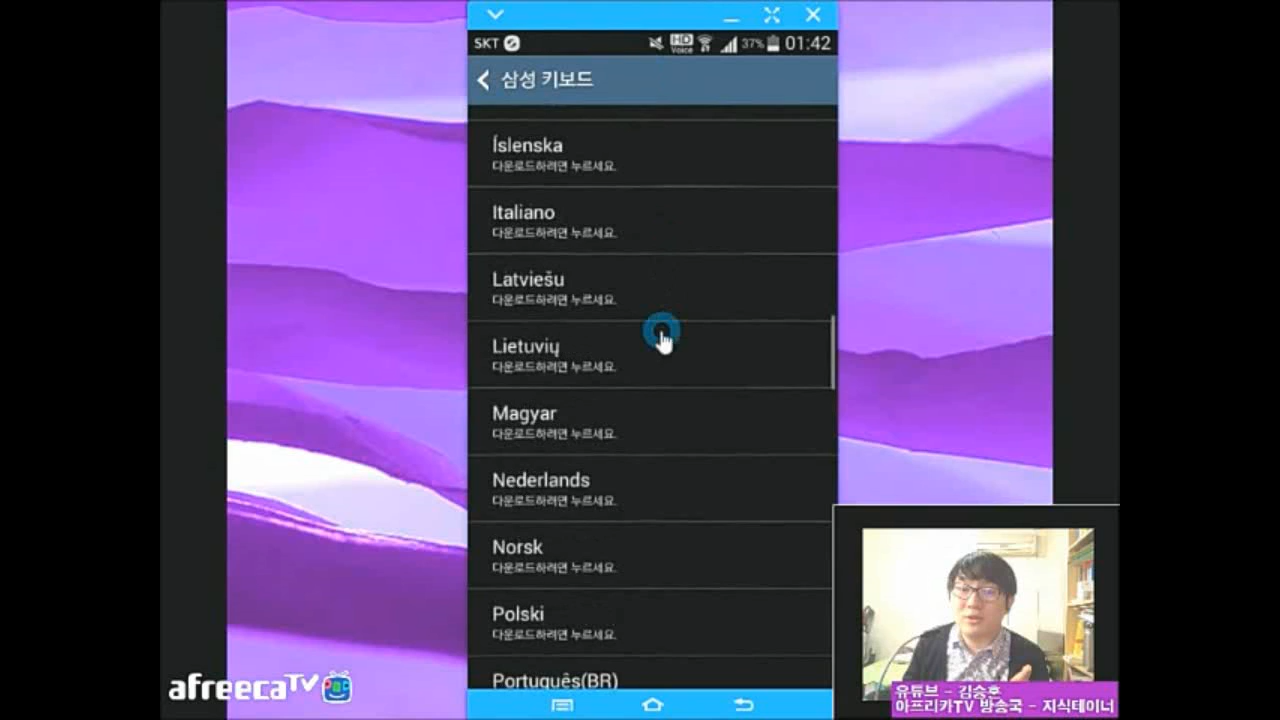 SKT
HD
Voice
37%
01:42
삼성 키보드
Íslenska
다운로드하려면 누르세요.
Italiano
다운로드하려면 누르세요.
Latviešu
다운로드하려면 누르세요.
Lietuvių
다운로드하려면 누르세요.
Magyar
다운로드하려면 누르세요.
Nederlands
다운로드하려면 누르세요.
Norsk
다운로드하려면 누르세요.
Polski
다운로드하려면 누르세요.
Português(BR)
afreecaTV
유튜브 - 김승훈
아프리카TV 방송국 - 지식테이너